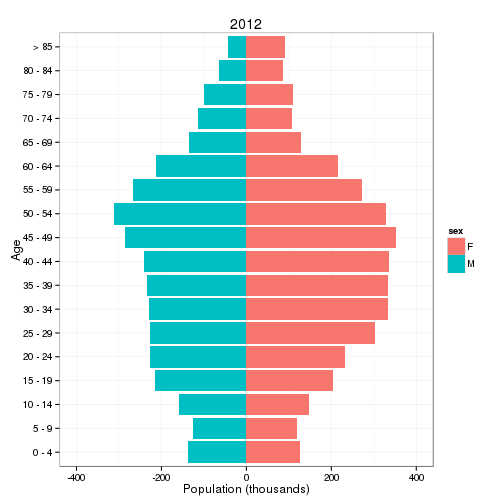 2012
Age
> 85
80 - 84
75 - 79
70 - 74
65 - 69
60 - 64
55 - 59
50 - 54
45 - 49
40 - 44
35 - 39
30 - 34
25 - 29
20 - 24
15 - 19
10 - 14
5 - 9
0 - 4
-400 -200 0 200 400
Population (thousands)
sex
F
M